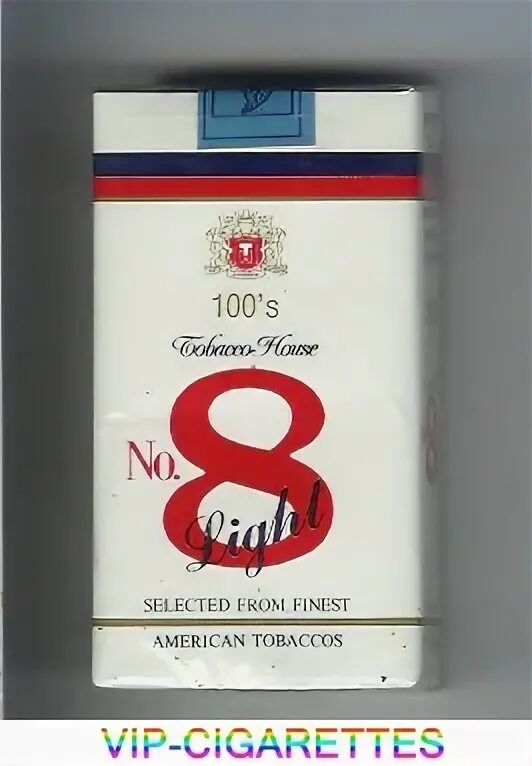 100's
Tobacco-House
No. 8
Light
SELECTED FROM FINEST
AMERICAN TOBACCOS
VIP-CIGARETTES